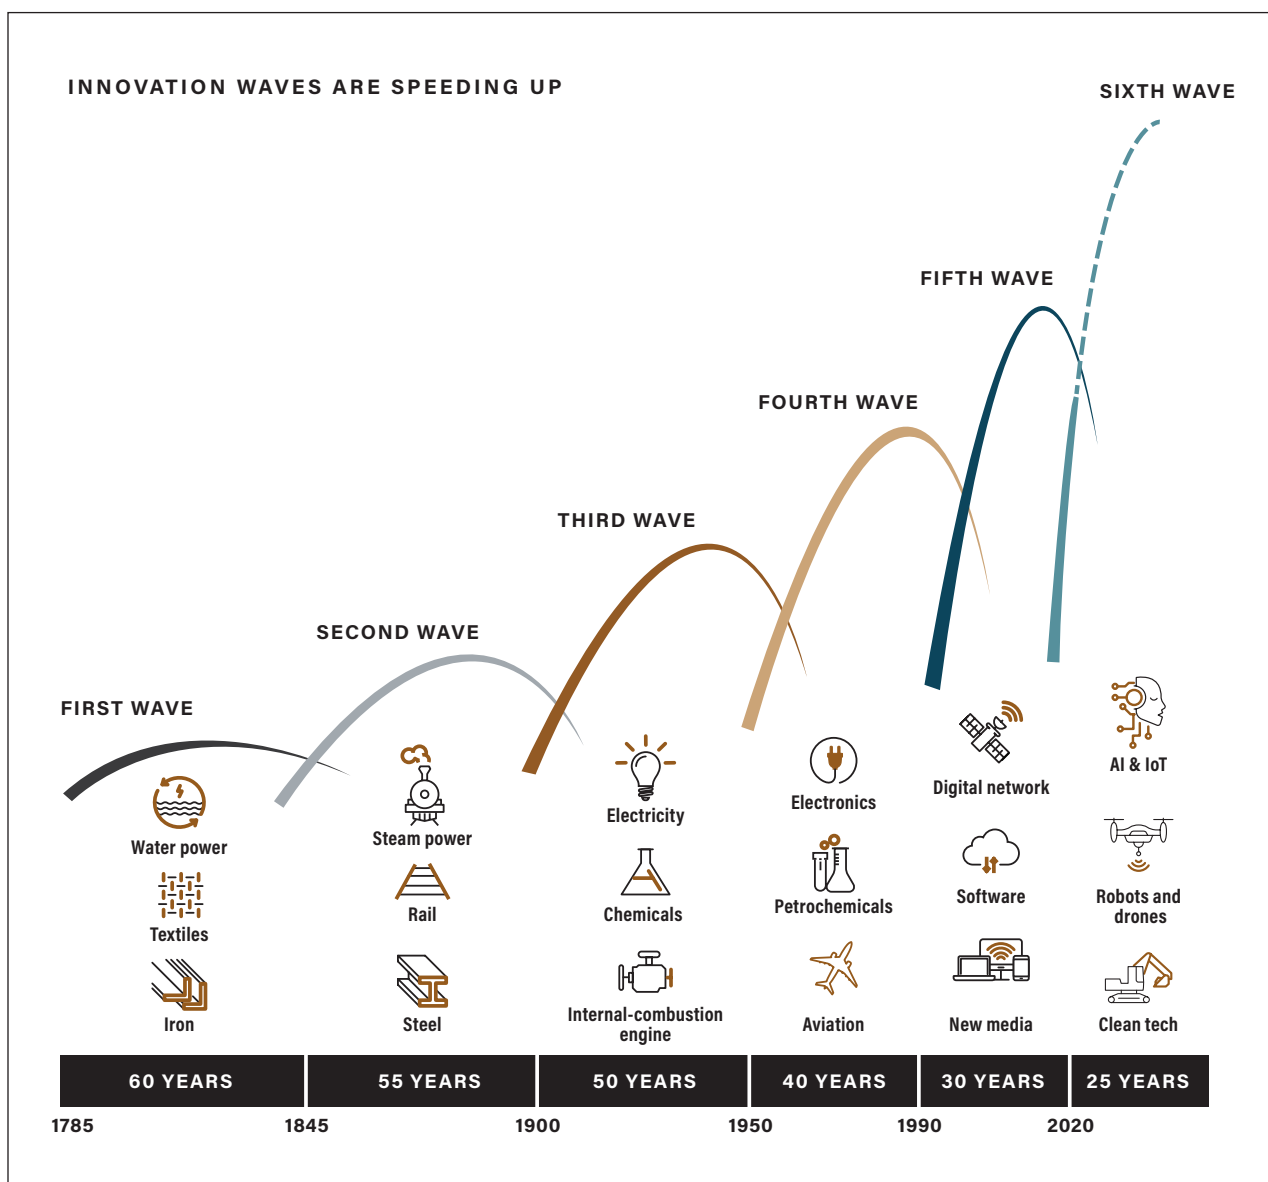 INNOVATION WAVES ARE SPEEDING UP
SIXTH WAVE
FIFTH WAVE
FOURTH WAVE
THIRD WAVE
SECOND WAVE
FIRST WAVE
Water power
Textiles
Iron
Steam power
Rail
Steel
Electricity
Chemicals
Internal-combustion
engine
Electronics
Petrochemicals
Aviation
Digital network
Software
New media
AI & IoT
Robots and
drones
Clean tech
60 YEARS
55 YEARS
50 YEARS
40 YEARS
30 YEARS
25 YEARS
1785
1845
1900
1950
1990
2020